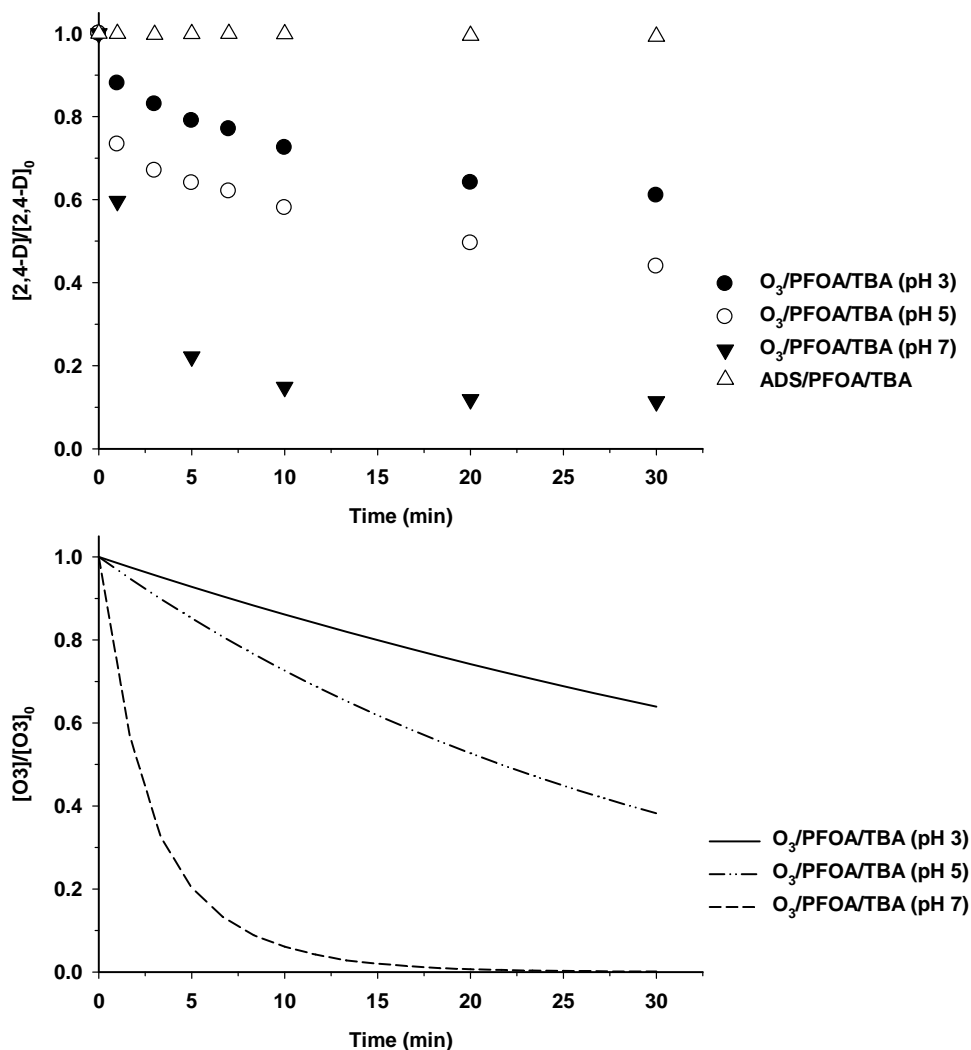 1.0
0.8
0.6
0.4
0.2
0.0
[2,4-D]/[2,4-D]₀
0 5 10 15 20 25 30
Time (min)
O₃/PFOA/TBA (pH 3)
O₃/PFOA/TBA (pH 5)
O₃/PFOA/TBA (pH 7)
ADS/PFOA/TBA
1.0
0.8
0.6
0.4
0.2
0.0
[O3]/[O3]₀
0 5 10 15 20 25 30
Time (min)
O₃/PFOA/TBA (pH 3)
O₃/PFOA/TBA (pH 5)
O₃/PFOA/TBA (pH 7)